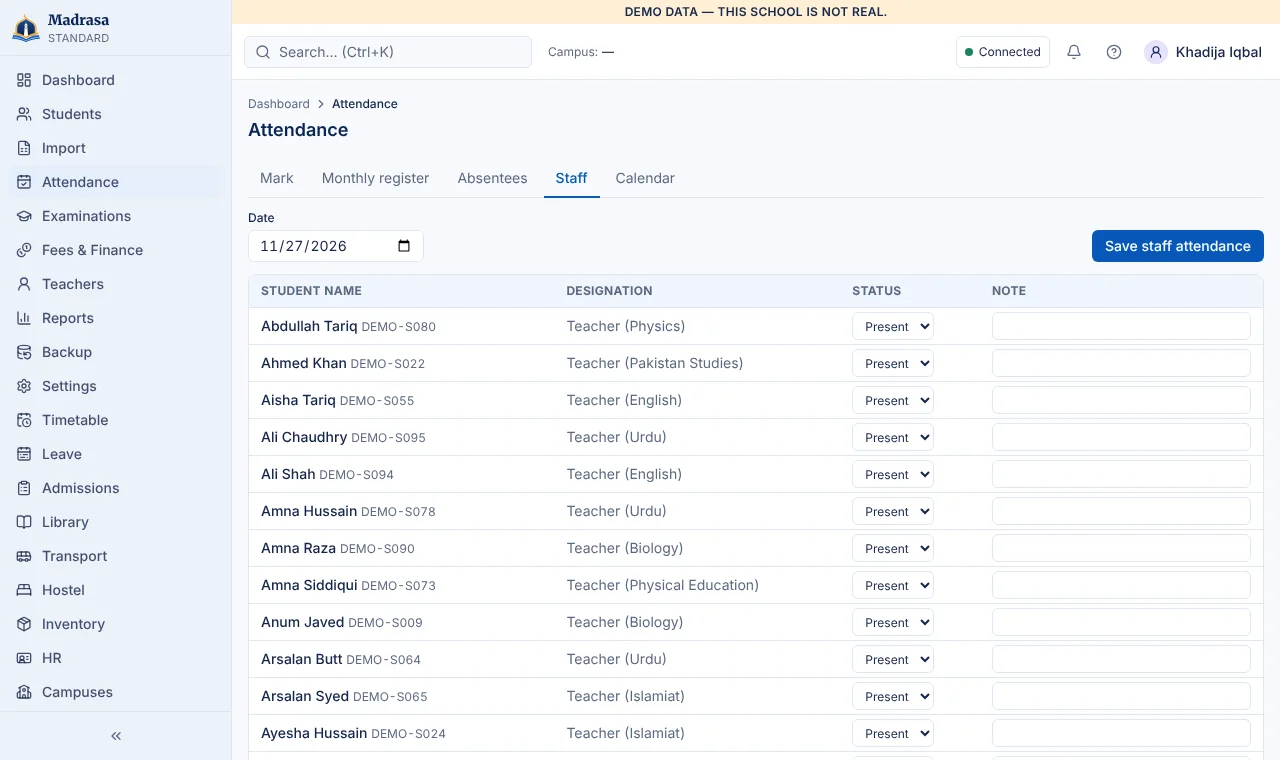 DEMO DATA — THIS SCHOOL IS NOT REAL.
Madrasa
STANDARD
Search... (Ctrl+K)
Campus: —
Connected
Khadija Iqbal
Dashboard
Students
Import
Attendance
Examinations
Fees & Finance
Teachers
Reports
Backup
Settings
Timetable
Leave
Admissions
Library
Transport
Hostel
Inventory
HR
Campuses
«
Dashboard > Attendance
Attendance
Mark Monthly register Absentees Staff Calendar
Date
11/27/2026
Save staff attendance
STUDENT NAME DESIGNATION STATUS NOTE
Abdullah Tariq DEMO-S080 Teacher (Physics) Present
Ahmed Khan DEMO-S022 Teacher (Pakistan Studies) Present
Aisha Tariq DEMO-S055 Teacher (English) Present
Ali Chaudhry DEMO-S095 Teacher (Urdu) Present
Ali Shah DEMO-S094 Teacher (English) Present
Amna Hussain DEMO-S078 Teacher (Urdu) Present
Amna Raza DEMO-S090 Teacher (Biology) Present
Amna Siddiqui DEMO-S073 Teacher (Physical Education) Present
Anum Javed DEMO-S009 Teacher (Biology) Present
Arsalan Butt DEMO-S064 Teacher (Urdu) Present
Arsalan Syed DEMO-S065 Teacher (Islamiat) Present
Ayesha Hussain DEMO-S024 Teacher (Islamiat) Present